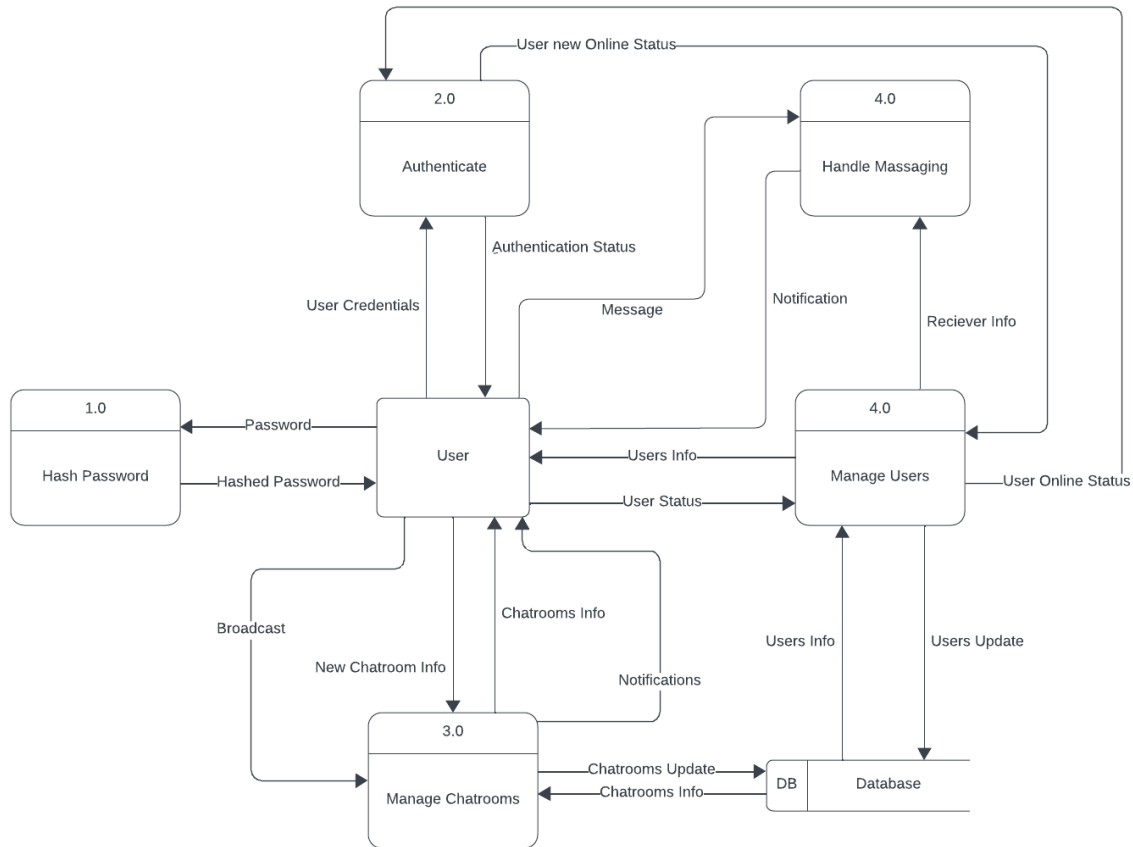 User new Online Status
2.0
Authenticate
4.0
Handle Massaging
Authentication Status
User Credentials
Message
Notification
Reciever Info
1.0
Hash Password
Password
Hashed Password
User
Users Info
User Status
4.0
Manage Users
User Online Status
Broadcast
New Chatroom Info
Chatrooms Info
Notifications
Users Info
Users Update
3.0
Manage Chatrooms
Chatrooms Update
Chatrooms Info
DB
Database